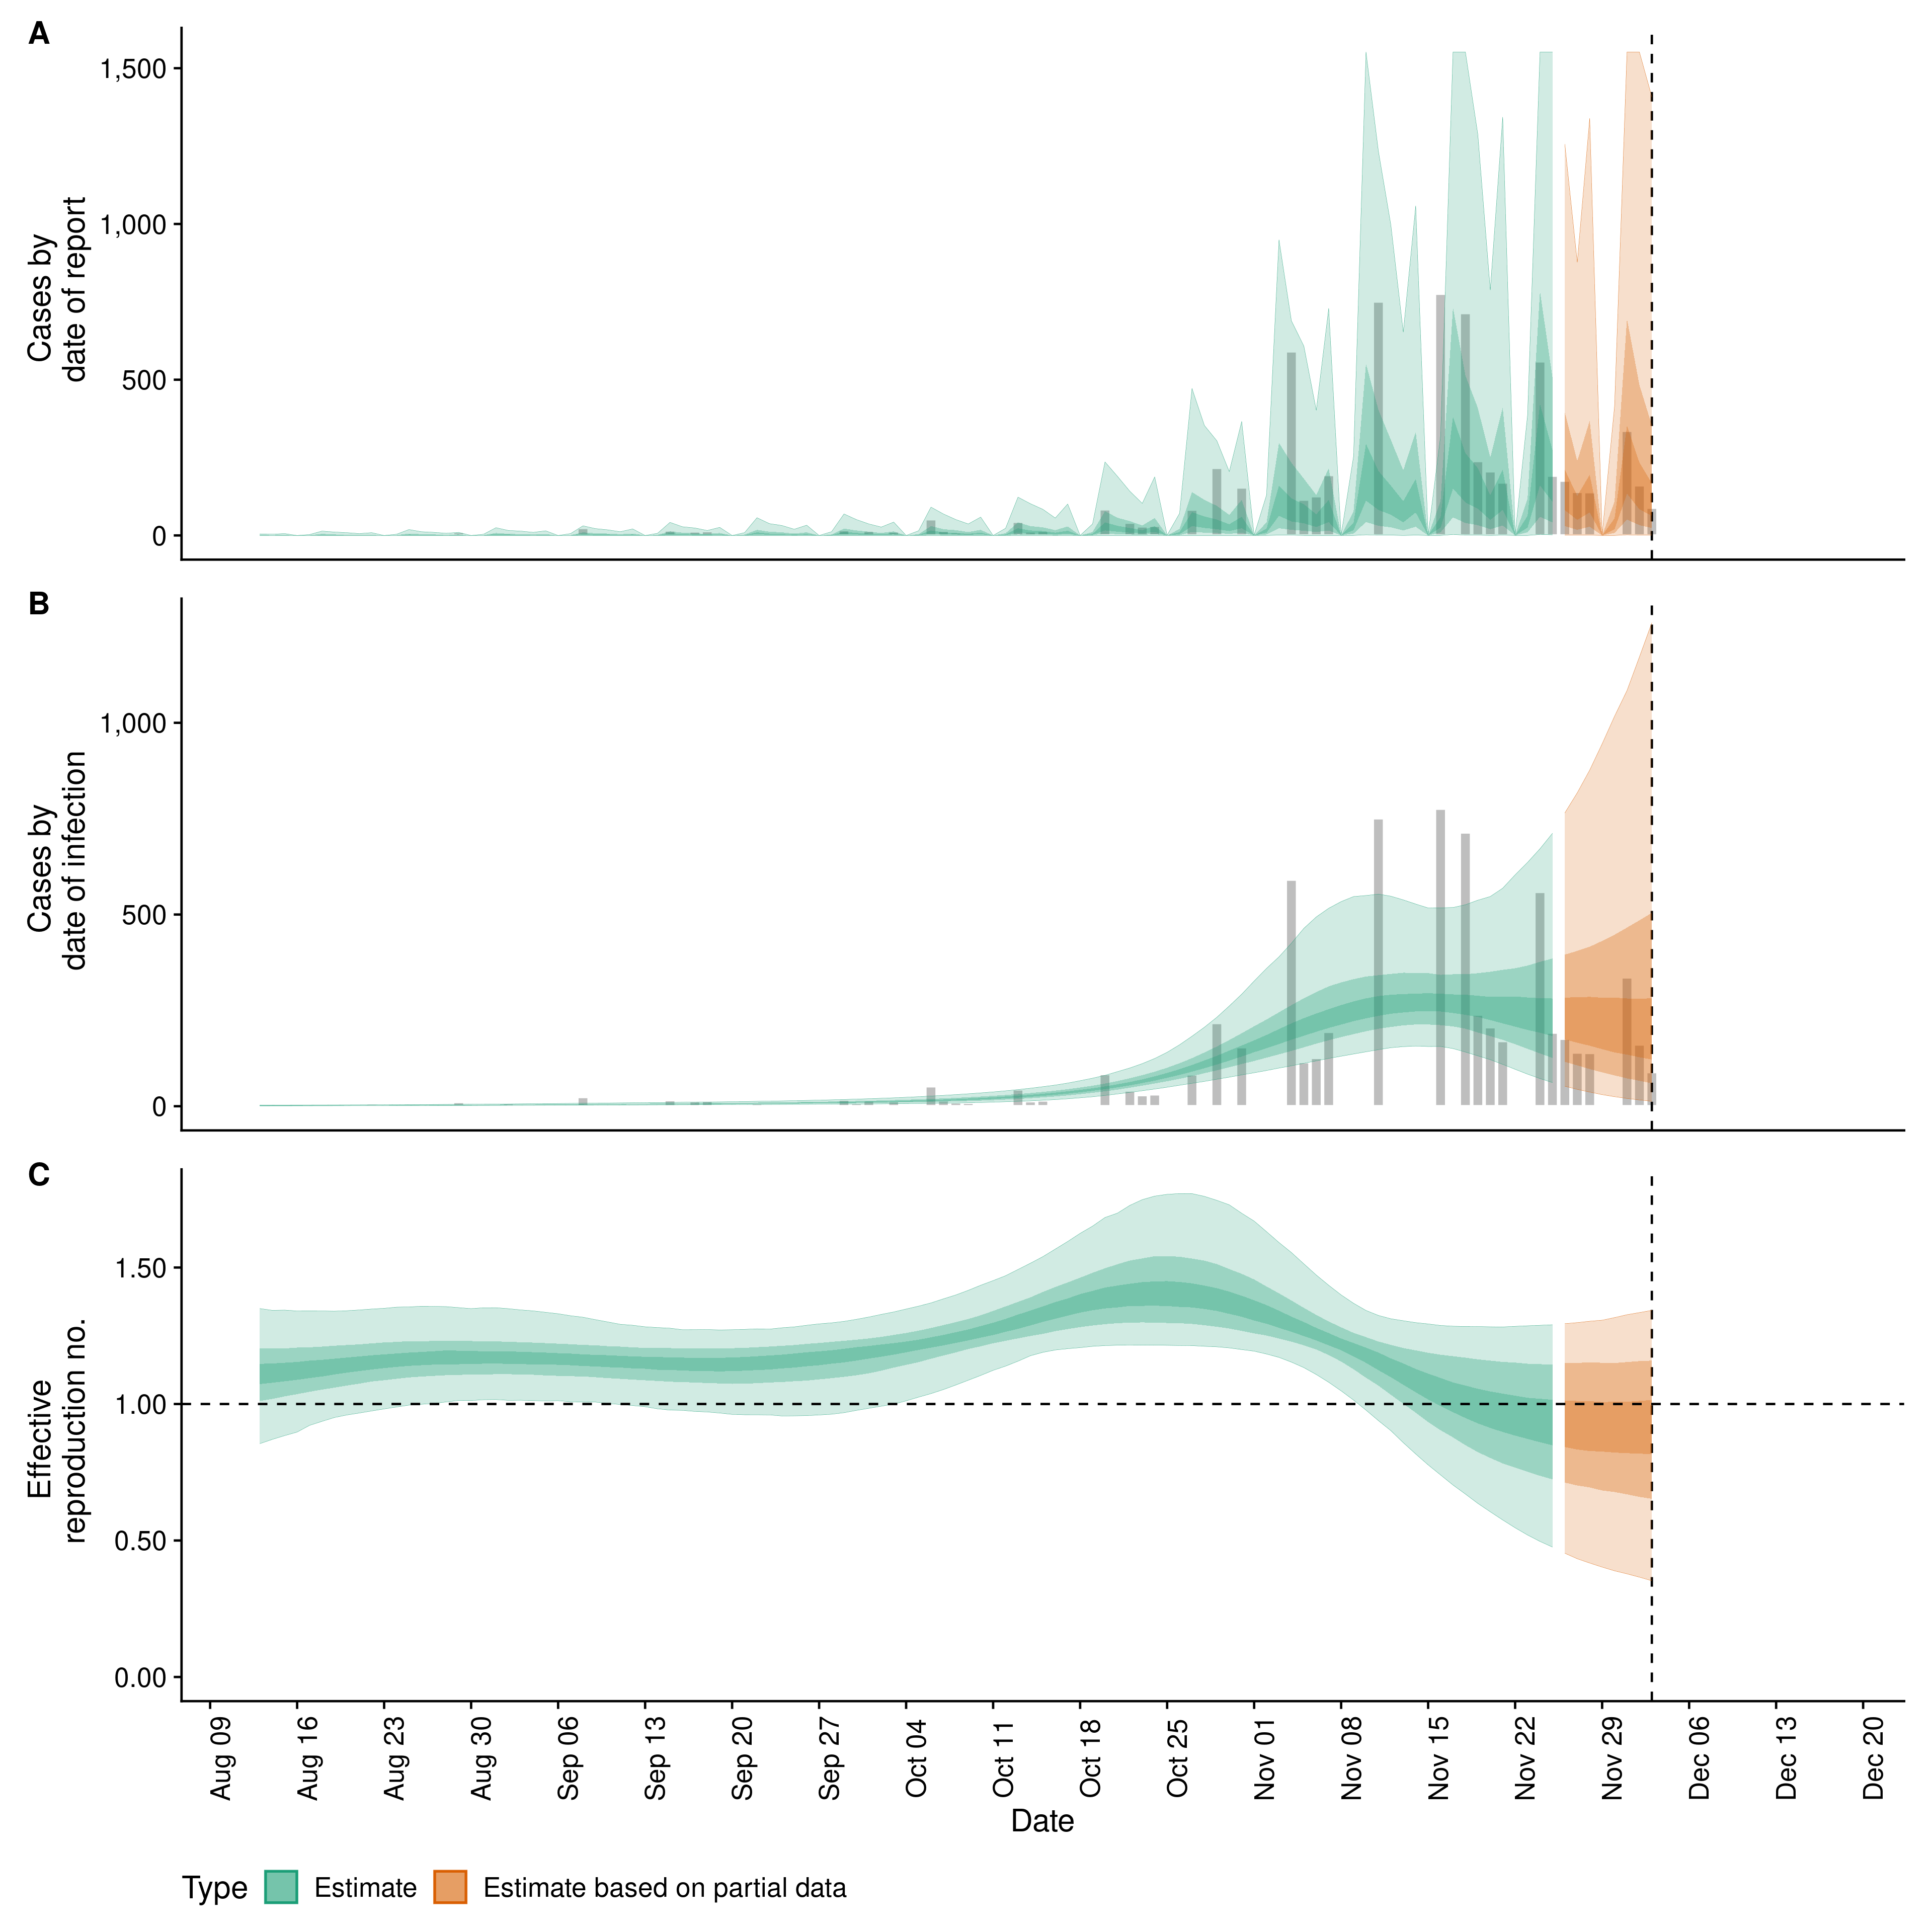 A
Cases by
date of report
1,500
1,000
500
0
B
Cases by
date of infection
1,000
500
0
C
Effective
reproduction no.
1.50
1.00
0.50
0.00
Aug 09
Aug 16
Aug 23
Aug 30
Sep 06
Sep 13
Sep 20
Sep 27
Oct 04
Oct 11
Oct 18
Oct 25
Nov 01
Nov 08
Nov 15
Nov 22
Nov 29
Dec 06
Dec 13
Dec 20
Date
Type Estimate Estimate based on partial data